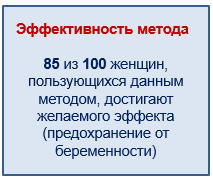 Эффективность метода
85 из 100 женщин,
пользующихся данным
методом, достигают
желаемого эффекта
(предохранение от
беременности)